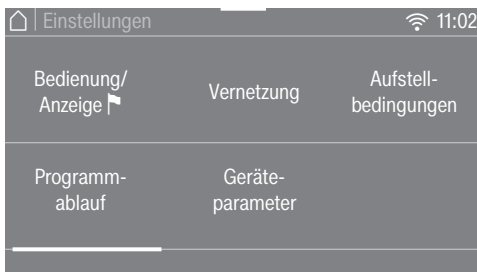 Einstellungen 11:02
Bedienung/
Anzeige
Vernetzung
Aufstell-
bedingungen
Programm-
ablauf
Geräte-
parameter